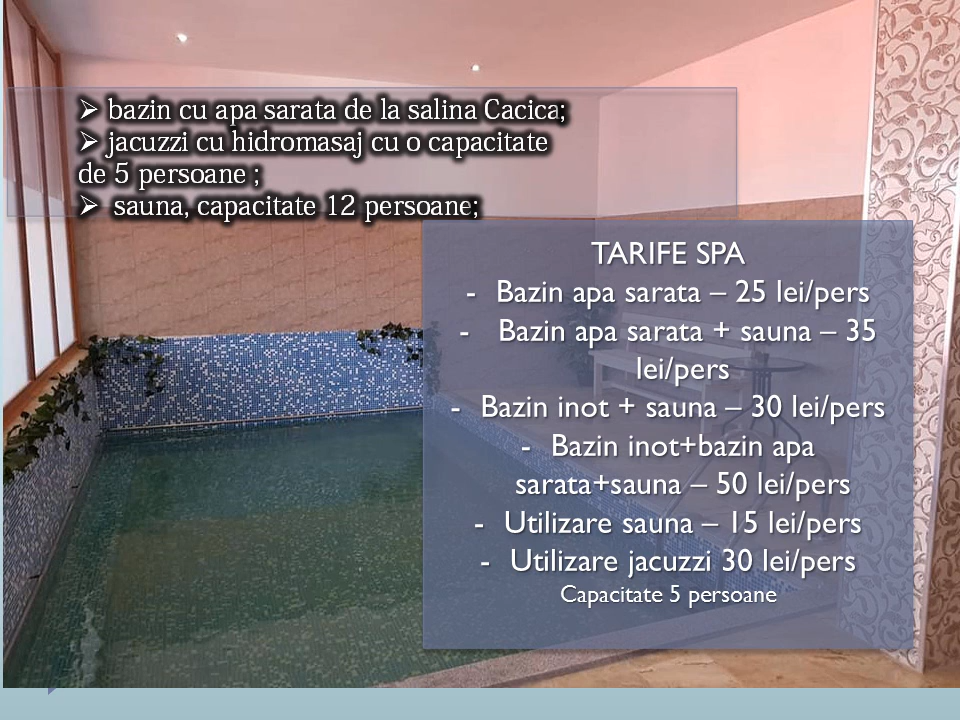 ➢ bazin cu apa sarata de la salina Cacica;
➢ jacuzzi cu hidromasaj cu o capacitate
de 5 persoane ;
➢ sauna, capacitate 12 persoane;
TARIFE SPA
- Bazin apa sarata – 25 lei/pers
- Bazin apa sarata + sauna – 35
lei/pers
- Bazin inot + sauna – 30 lei/pers
- Bazin inot+bazin apa
sarata+sauna – 50 lei/pers
- Utilizare sauna – 15 lei/pers
- Utilizare jacuzzi 30 lei/pers
Capacitate 5 persoane